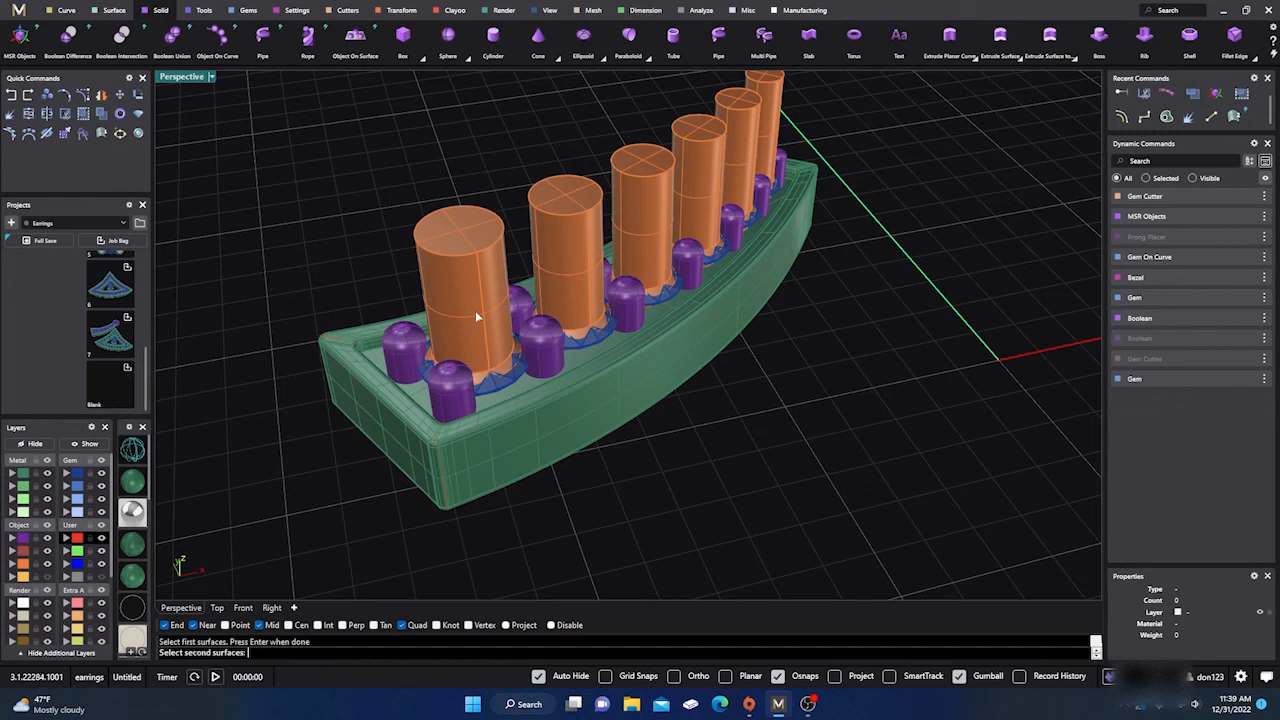 Curve Surface Solid Tools Gems Settings Cutters Transform Clayoo Render View Mesh Dimension Analyze Misc Manufacturing Search
MSR Objects Boolean Difference Boolean Intersection Boolean Union Object On Curve Pipe Rope Object On Surface Box Sphere Cylinder Cone Ellipsoid Paraboloid Tube Pipe Multi Pipe Slab Torus Text Extrude Planar Curve Extrude Surface Extrude Surface to... Boss Rib Shell Fillet Edge
Quick Commands
Perspective
Recent Commands
Dynamic Commands
Search
All Selected Visible
Gem Cutter
MSR Objects
Prong Placer
Gem On Curve
Bezel
Gem
Boolean
Boolean
Gem Cutter
Gem
Projects
Earrings
Full Save Job Bag
5
6
7
Blank
Layers
Hide Show
Metal Gem
Object User
Render Extra A
Hide Additional Layers
z
y
x
Properties
Type -
Count 0
Layer -
Material -
Weight 0
Perspective Top Front Right
End Near Point Mid Cen Int Perp Tan Quad Knot Vertex Project Disable
Select first surfaces. Press Enter when done
Select second surfaces:
3.1.22284.1001 earrings Untitled Timer 00:00:00 Auto Hide Grid Snaps Ortho Planar Osnaps Project SmartTrack Gumball Record History don123
47°F
Mostly cloudy
Search
11:39 AM
12/31/2022